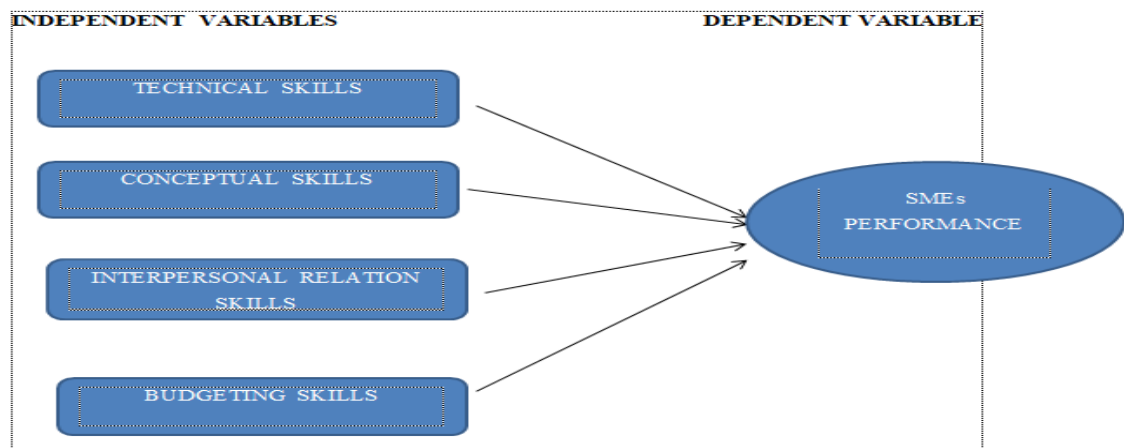 INDEPENDENT VARIABLES
DEPENDENT VARIABLE
TECHNICAL SKILLS
CONCEPTUAL SKILLS
INTERPERSONAL RELATION
SKILLS
BUDGETING SKILLS
SMEs
PERFORMANCE